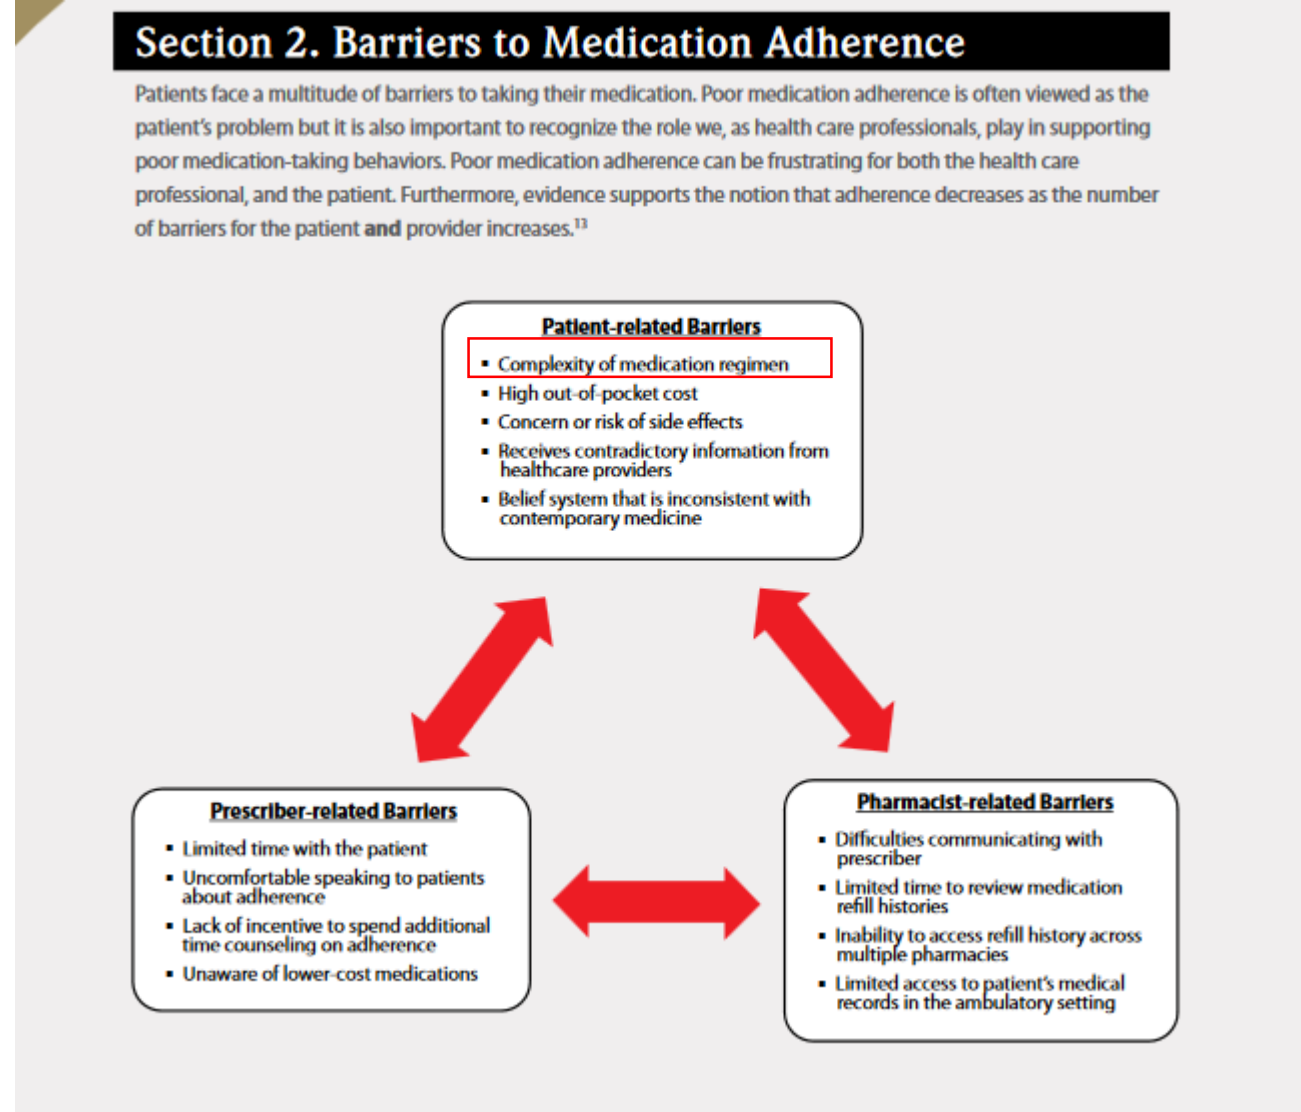 Section 2. Barriers to Medication Adherence
Patients face a multitude of barriers to taking their medication. Poor medication adherence is often viewed as the
patient's problem but it is also important to recognize the role we, as health care professionals, play in supporting
poor medication-taking behaviors. Poor medication adherence can be frustrating for both the health care
professional, and the patient. Furthermore, evidence supports the notion that adherence decreases as the number
of barriers for the patient and provider increases.13
Patient-related Barriers
▪ Complexity of medication regimen
▪ High out-of-pocket cost
▪ Concern or risk of side effects
▪ Receives contradictory infomation from
healthcare providers
▪ Belief system that is inconsistent with
contemporary medicine
Prescriber-related Barriers
▪ Limited time with the patient
▪ Uncomfortable speaking to patients
about adherence
▪ Lack of incentive to spend additional
time counseling on adherence
▪ Unaware of lower-cost medications
Pharmacist-related Barriers
▪ Difficulties communicating with
prescriber
▪ Limited time to review medication
refill histories
▪ Inability to access refill history across
multiple pharmacies
▪ Limited access to patient's medical
records in the ambulatory setting